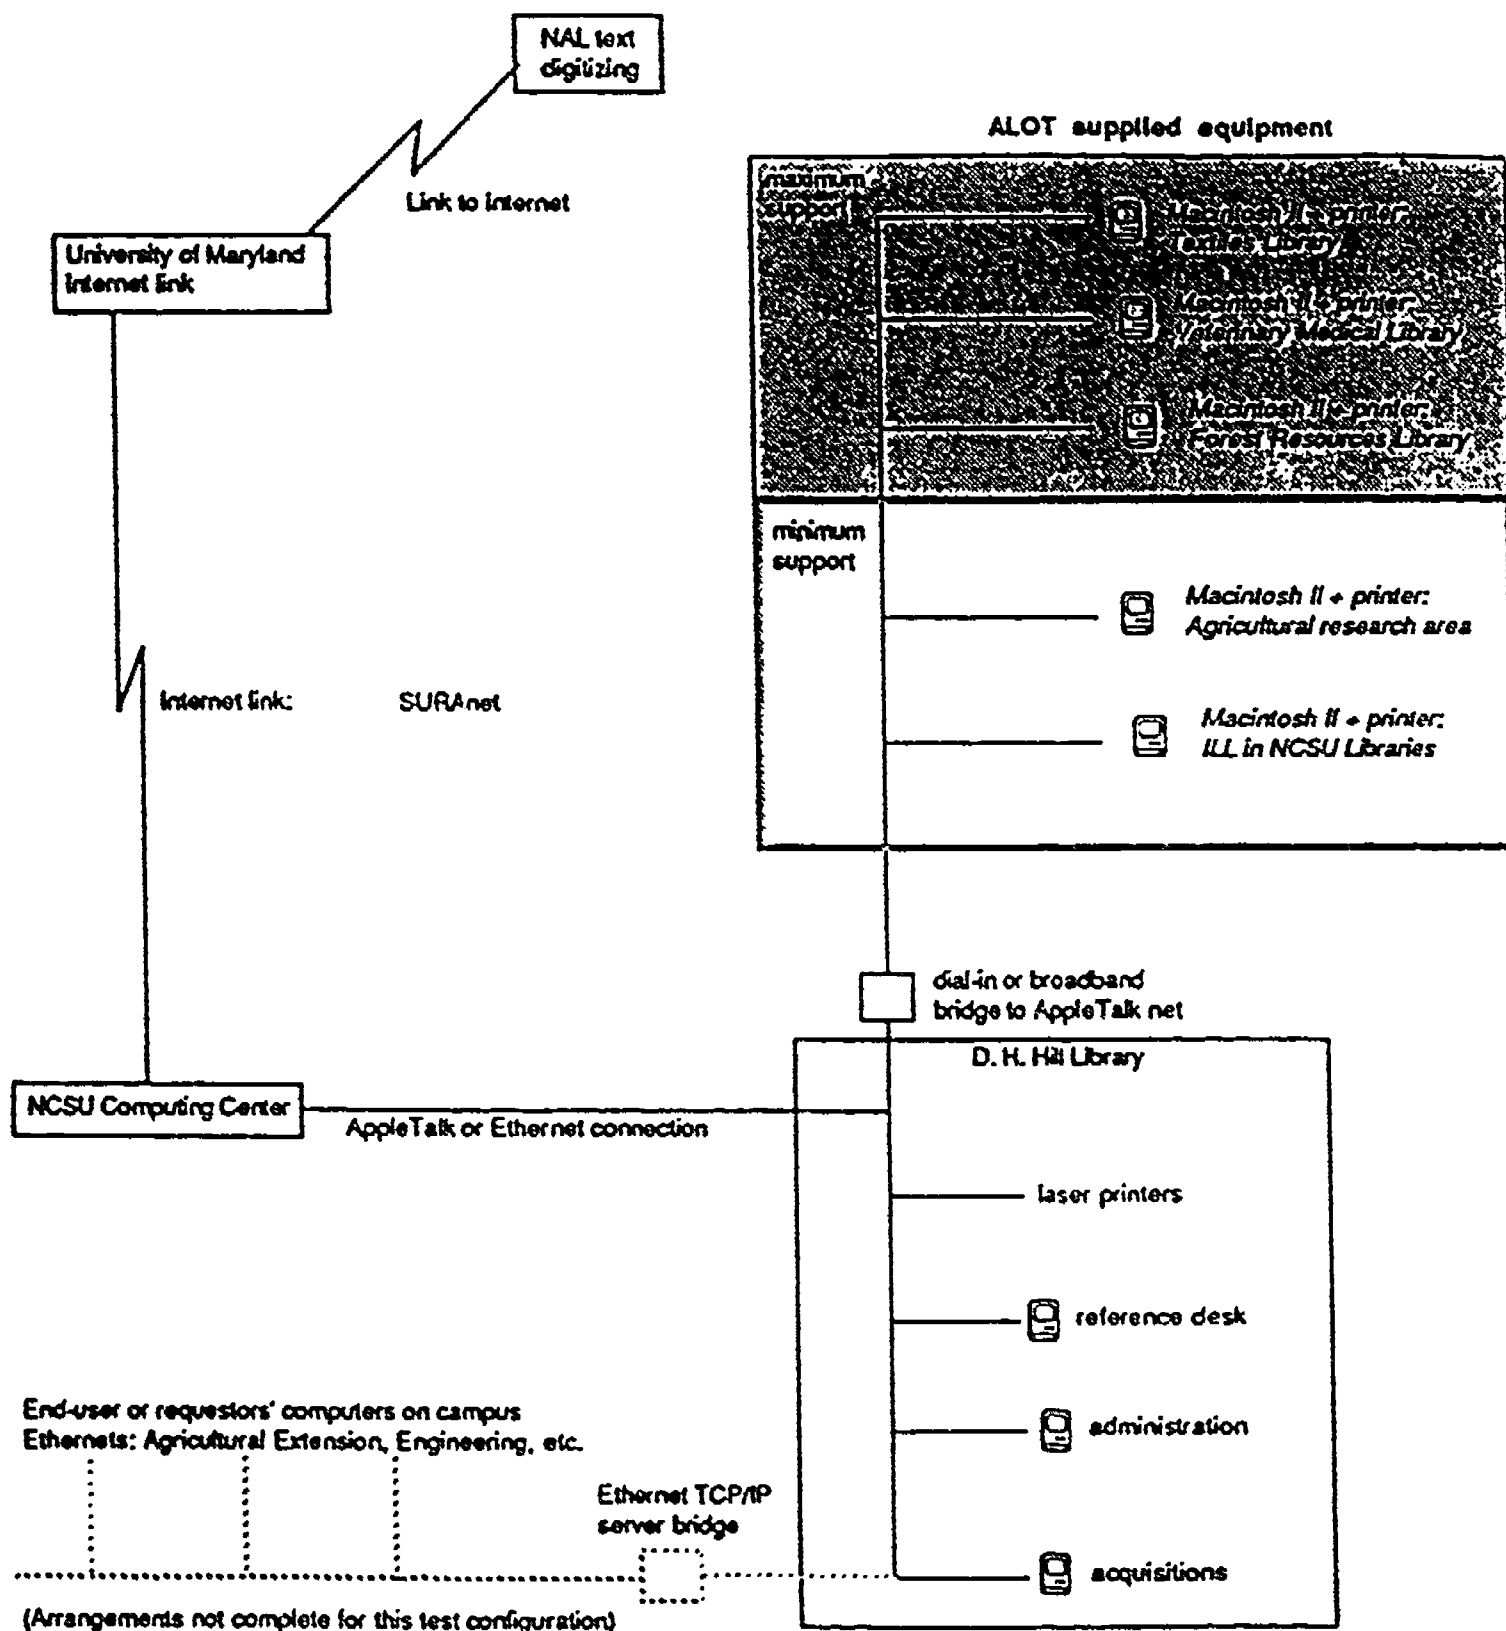 NAL text
digitizing
ALOT supplied equipment
Link to Internet
University of Maryland
Internet link
maximum
support
Macintosh II + printer:
Textiles Library
Macintosh II + printer:
Veterinary Medical Library
Macintosh II + printer:
Forest Resources Library
minimum
support
Macintosh II + printer:
Agricultural research area
Macintosh II + printer:
ILL in NCSU Libraries
Internet link: SURAnet
dial-in or broadband
bridge to AppleTalk net
D. H. Hill Library
NCSU Computing Center
AppleTalk or Ethernet connection
laser printers
reference desk
administration
acquisitions
End-user or requestors' computers on campus
Ethernets: Agricultural Extension, Engineering, etc.
Ethernet TCP/IP
server bridge
(Arrangements not complete for this test configuration)